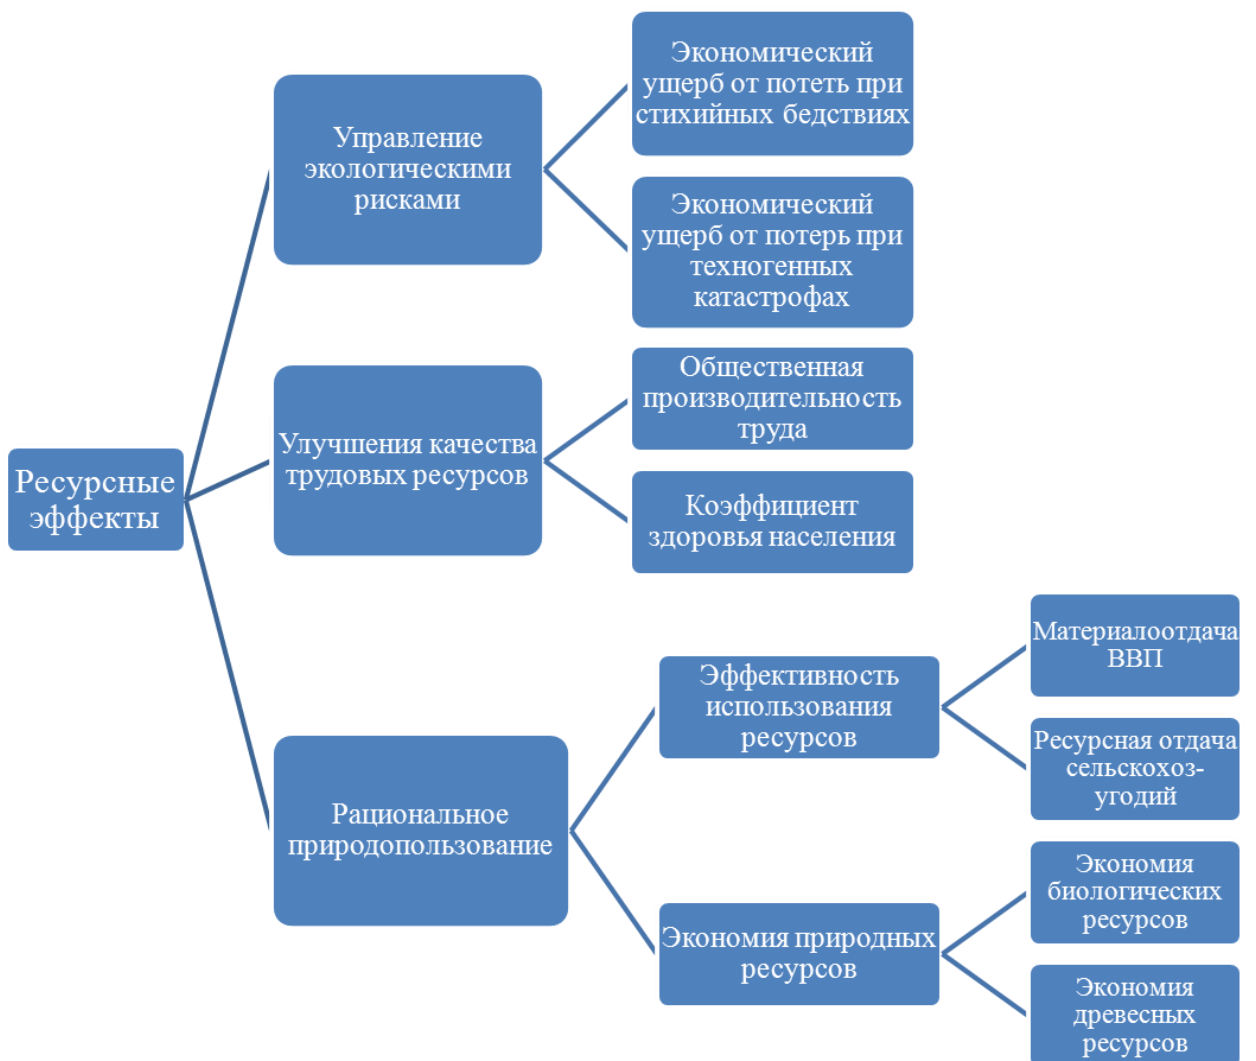 Экономический
ущерб от потеть при
стихийных бедствиях
Управление
экологическими
рисками
Экономический
ущерб от потерь при
техногенных
катастрофах
Общественная
производительность
труда
Улучшения качества
трудовых ресурсов
Ресурсные
эффекты
Коэффициент
здоровья населения
Материалоотдача
ВВП
Эффективность
использования
ресурсов
Ресурсная отдача
сельскохоз-
угодий
Рациональное
природопользование
Экономия
биологических
ресурсов
Экономия природных
ресурсов
Экономия
древесных
ресурсов